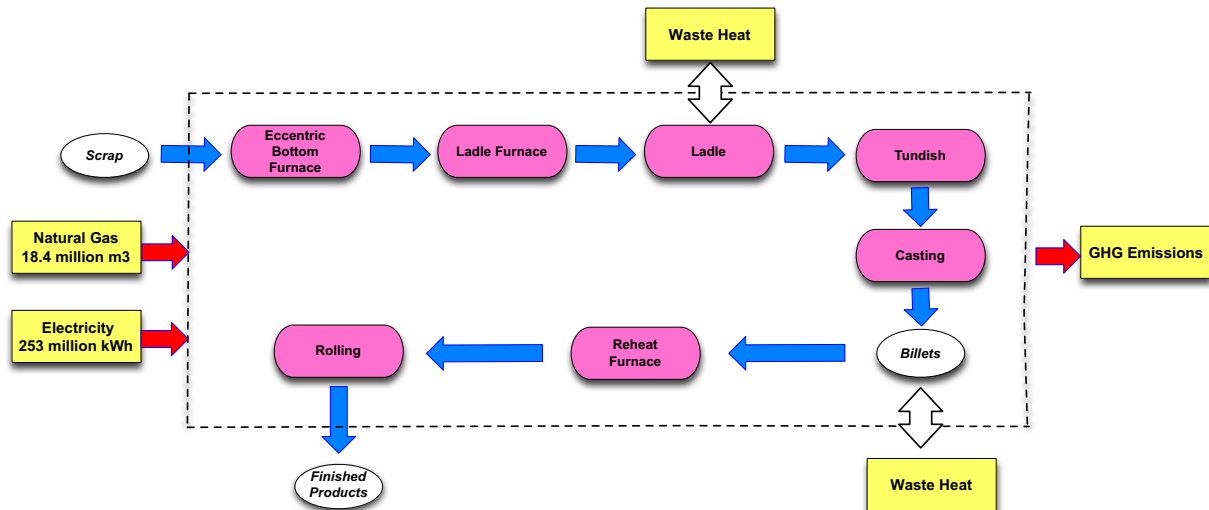 Waste Heat
Scrap
Eccentric
Bottom
Furnace
Ladle Furnace
Ladle
Tundish
Natural Gas
18.4 million m3
Casting
GHG Emissions
Electricity
253 million kWh
Rolling
Reheat
Furnace
Billets
Finished
Products
Waste Heat